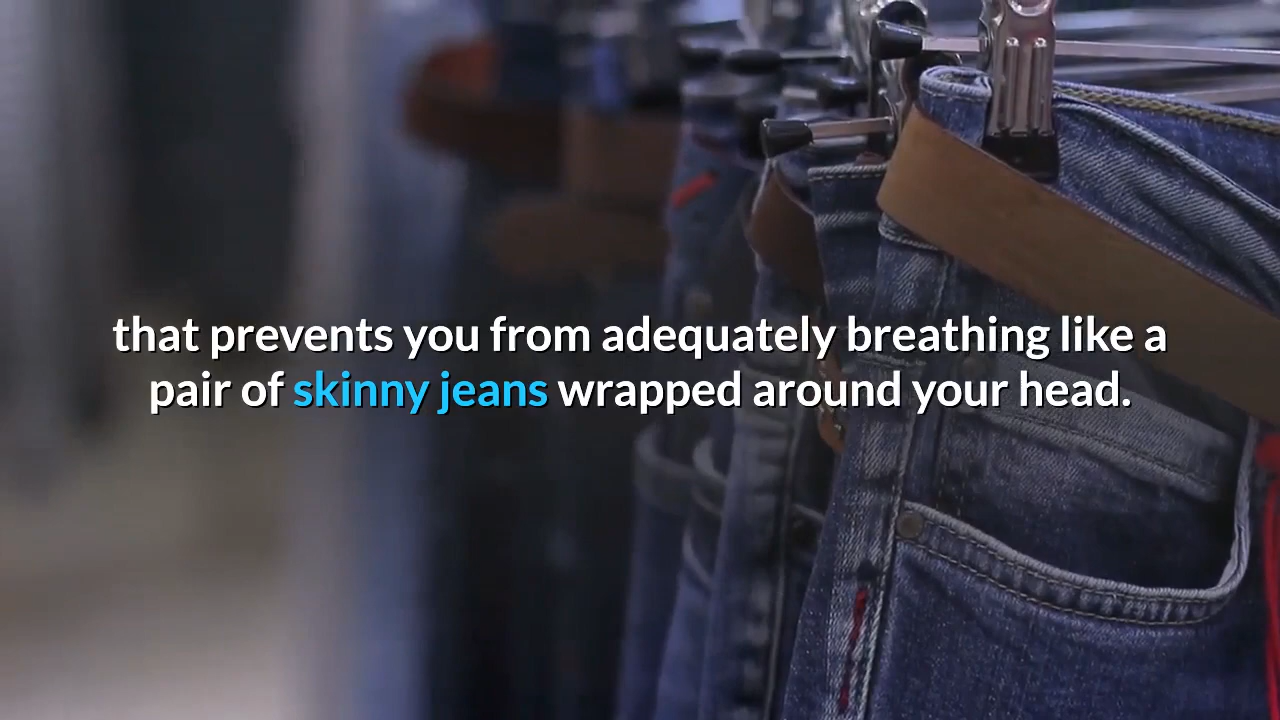 that prevents you from adequately breathing like a
pair of skinny jeans wrapped around your head.